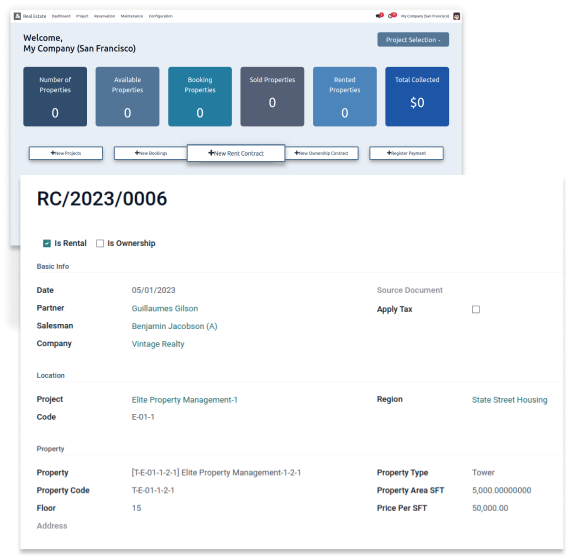 Real Estate Dashboard Project Reservation Maintenance Configuration My Company (San Francisco)
Welcome,
My Company (San Francisco)
Project Selection -
Number of Properties
0
Available Properties
0
Booking Properties
0
Sold Properties
0
Rented Properties
0
Total Collected
$0
+New Projects +New Bookings +New Rent Contract +New Ownership Contract +Register Payment
RC/2023/0006
Is Rental Is Ownership
Basic Info
Date 05/01/2023 Source Document
Partner Guillaumes Gilson Apply Tax
Salesman Benjamin Jacobson (A)
Company Vintage Realty
Location
Project Elite Property Management-1 Region State Street Housing
Code E-01-1
Property
Property [T-E-01-1-2-1] Elite Property Management-1-2-1 Property Type Tower
Property Code T-E-01-1-2-1 Property Area SFT 5,000.00000000
Floor 15 Price Per SFT 50,000.00
Address